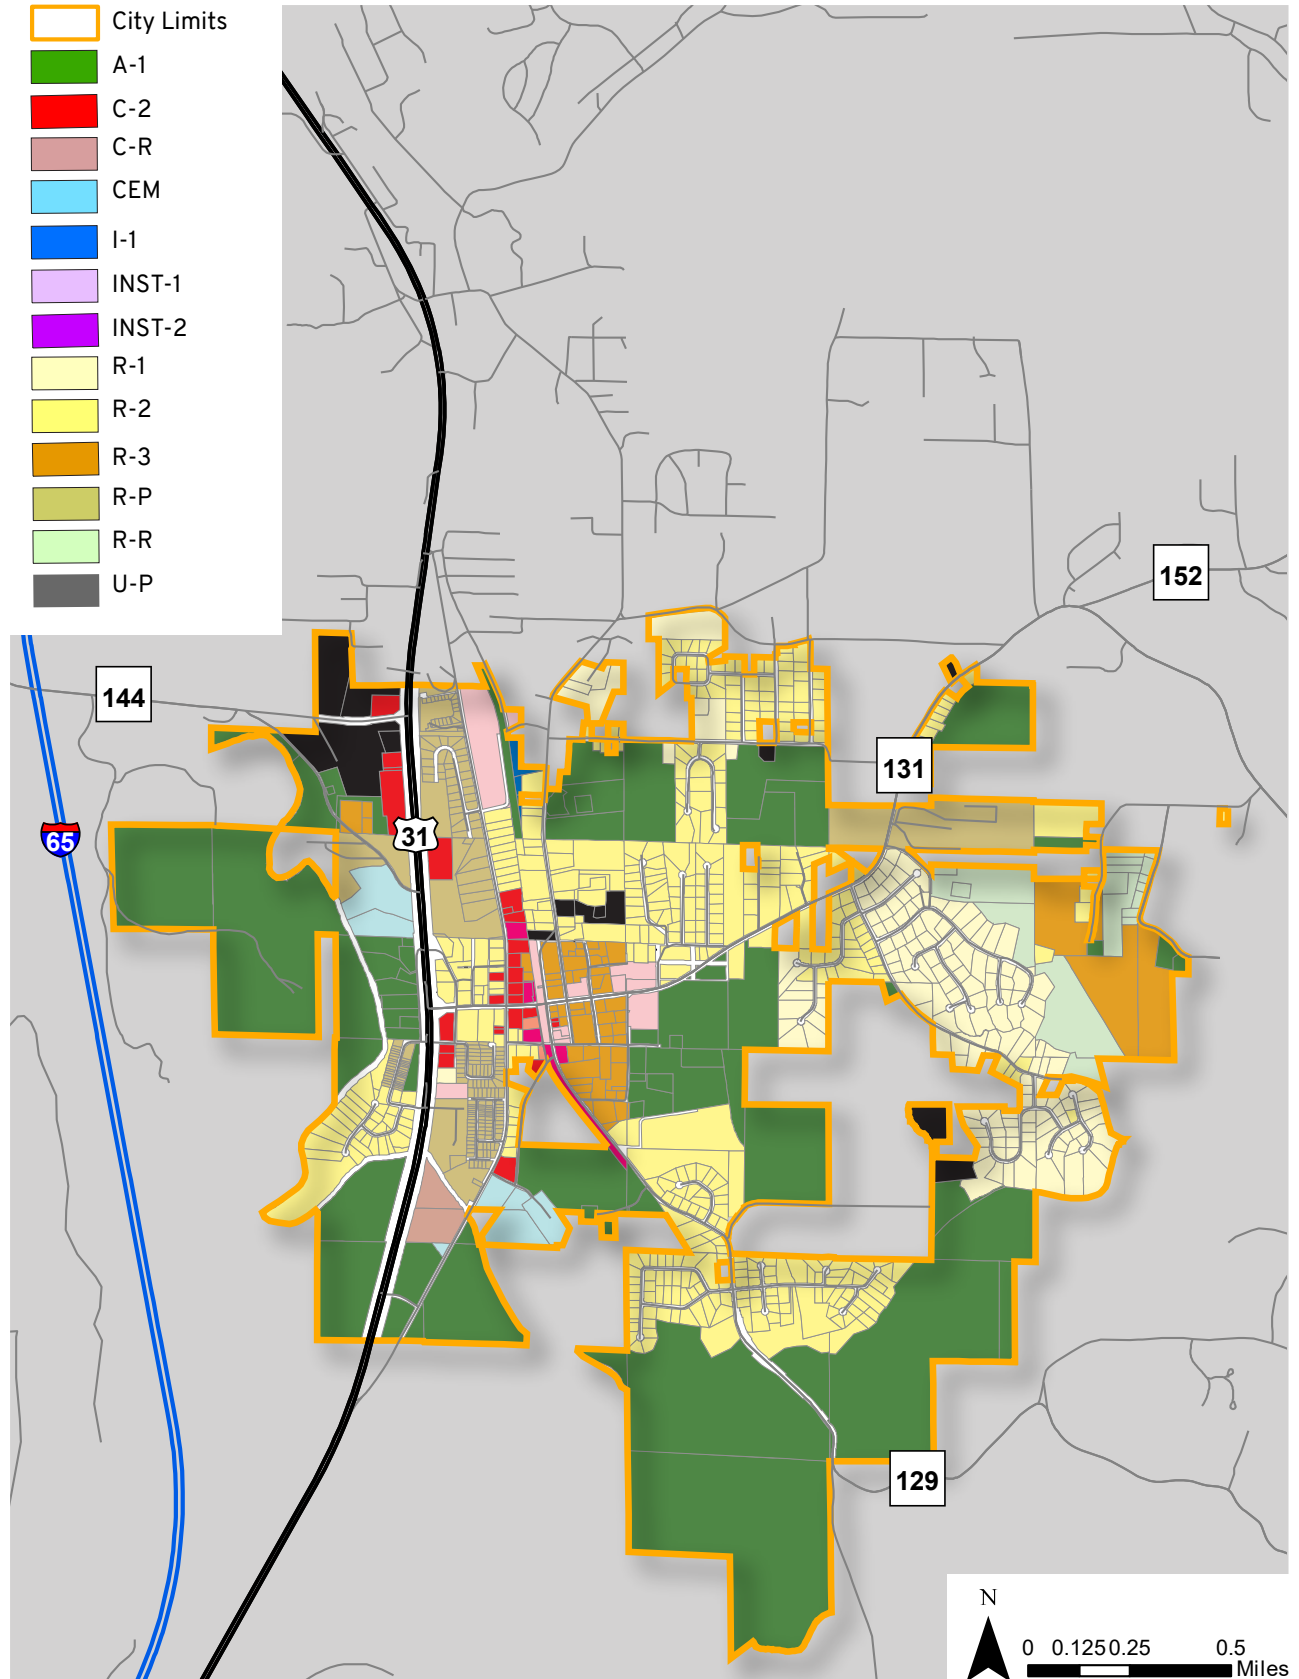 City Limits
A-1
C-2
C-R
CEM
I-1
INST-1
INST-2
R-1
R-2
R-3
R-P
R-R
U-P
152
144
131
31
65
129
N
0 0.125 0.25 0.5
Miles